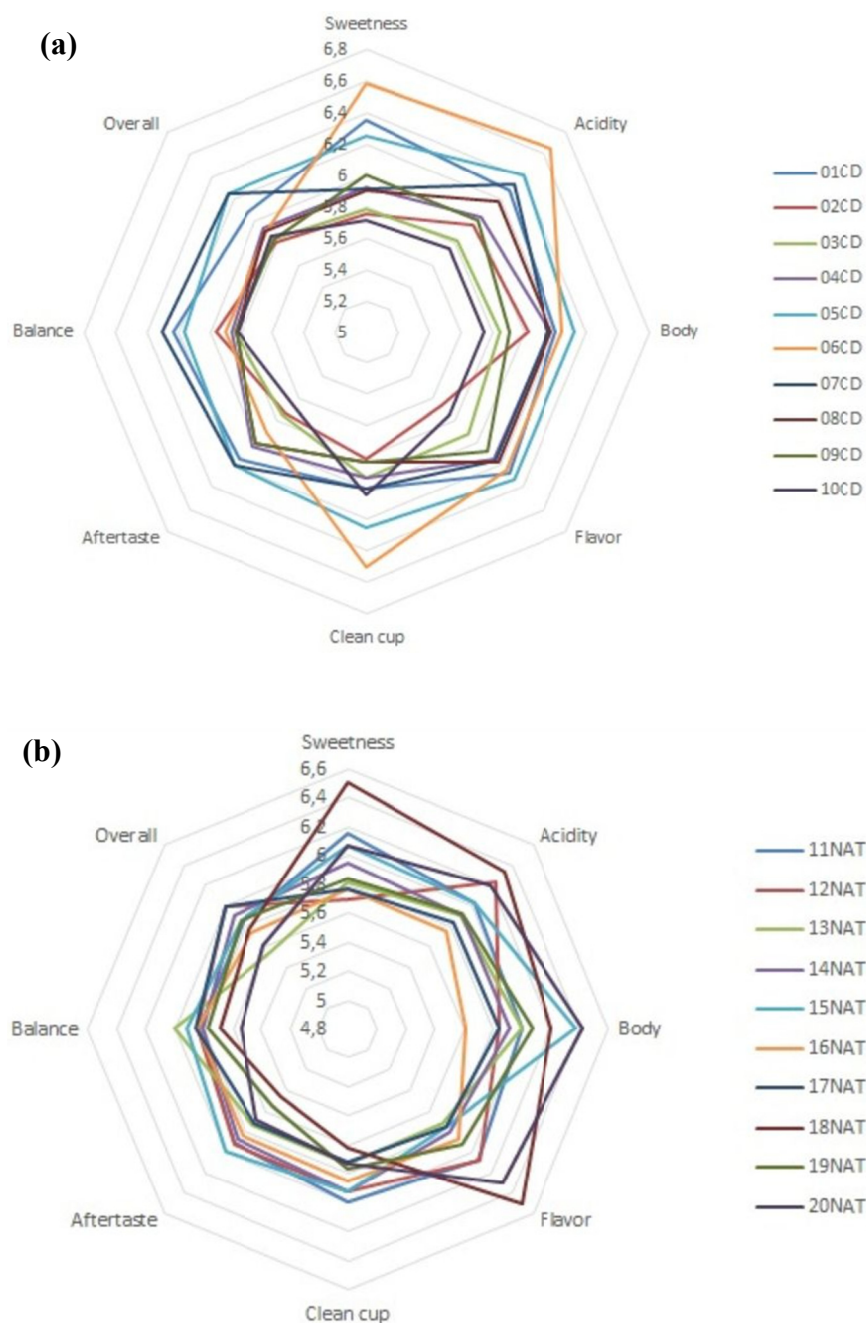 (a)
Sweetness
6,8
6,6
6,4
6,2
6
5,8
5,6
5,4
5,2
5
Overall
Acidity
Balance
Body
Aftertaste
Flavor
Clean cup
01CD
02CD
03CD
04CD
05CD
06CD
07CD
08CD
09CD
10CD
(b)
Sweetness
6,6
6,4
6,2
6
5,8
5,6
5,4
5,2
5
4,8
Overall
Acidity
Balance
Body
Aftertaste
Flavor
Clean cup
11NAT
12NAT
13NAT
14NAT
15NAT
16NAT
17NAT
18NAT
19NAT
20NAT